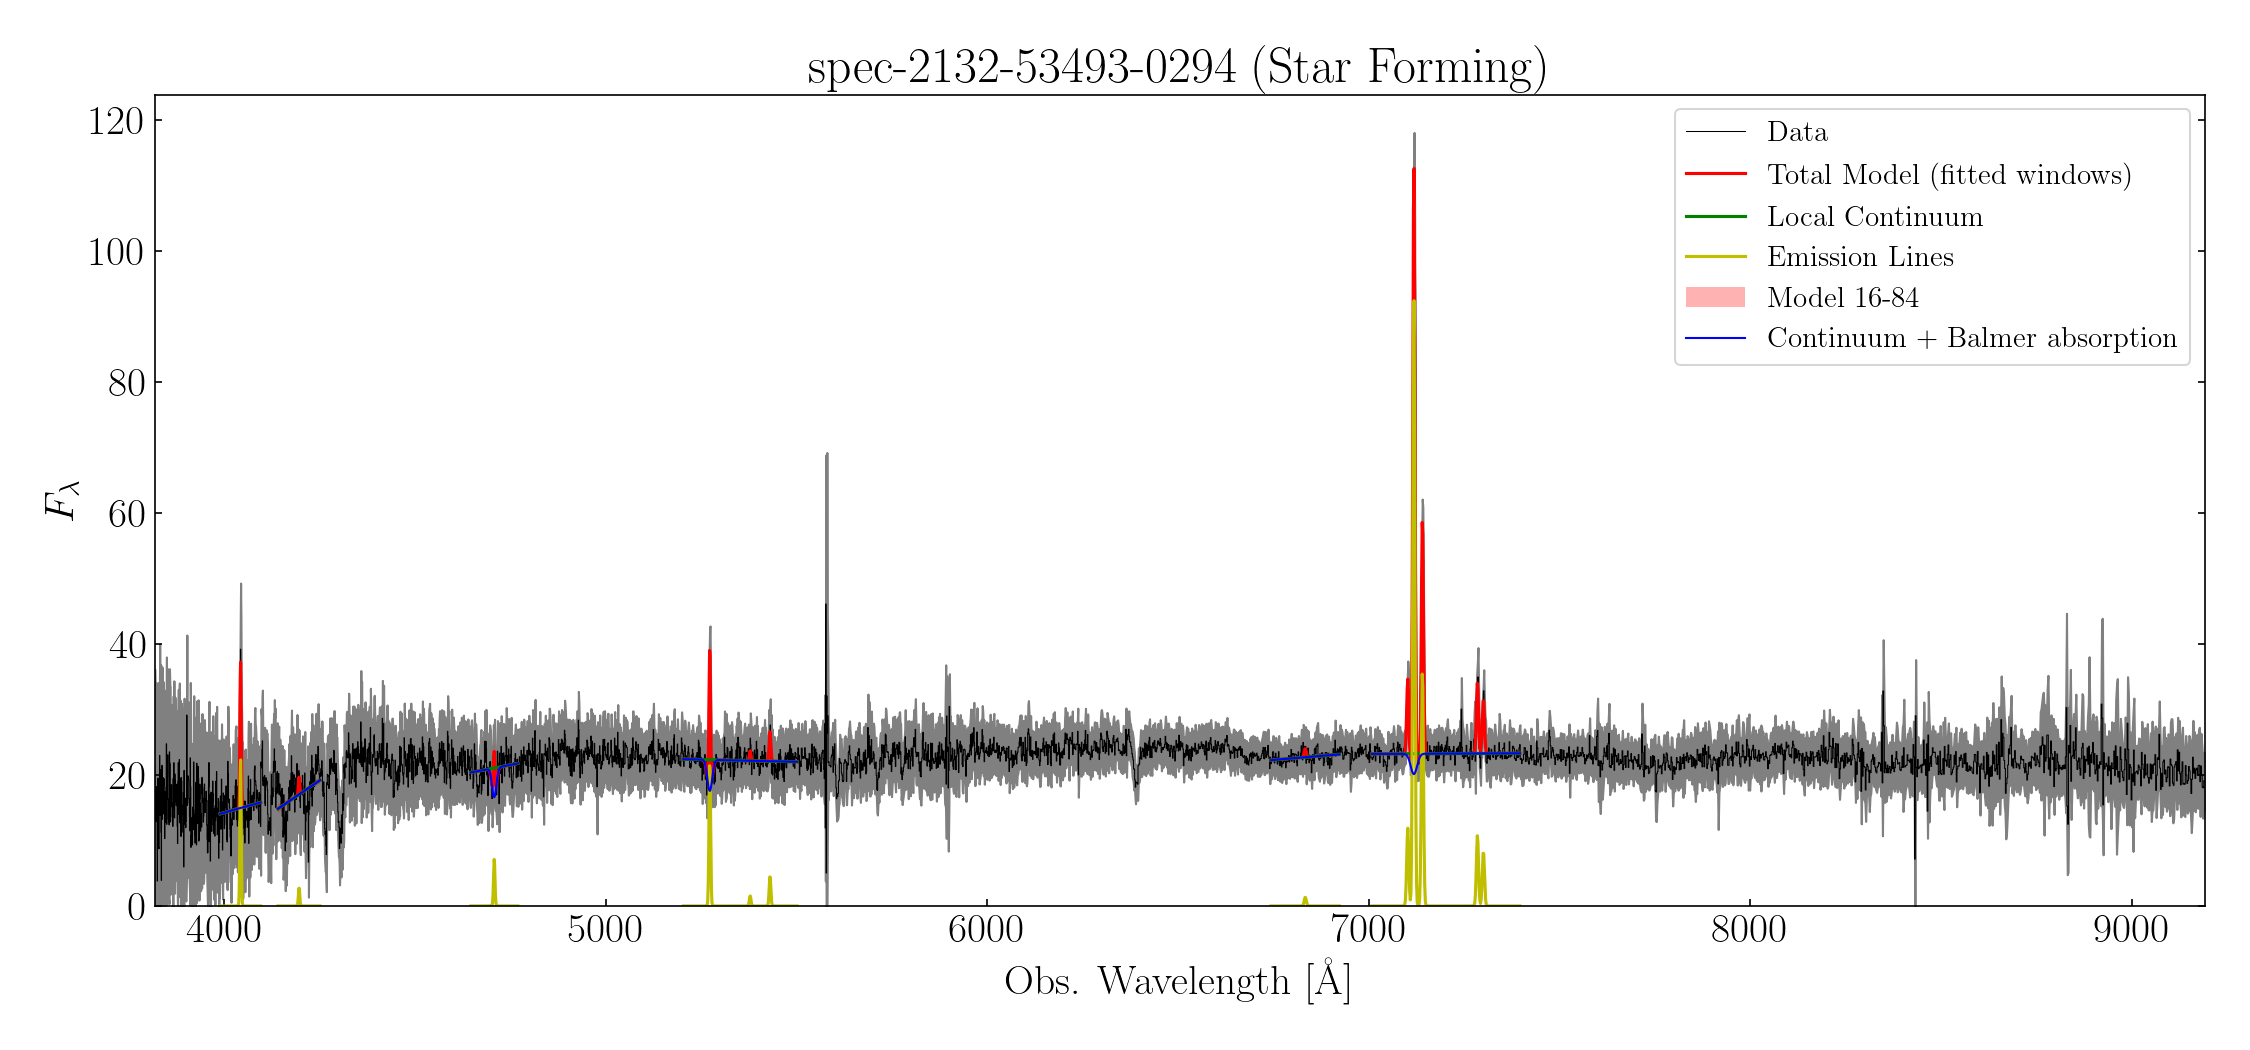 spec-2132-53493-0294 (Star Forming)
120
100
80
60
40
20
0
F_λ
Data
Total Model (fitted windows)
Local Continuum
Emission Lines
Model 16-84
Continuum + Balmer absorption
4000 5000 6000 7000 8000 9000
Obs. Wavelength [Å]